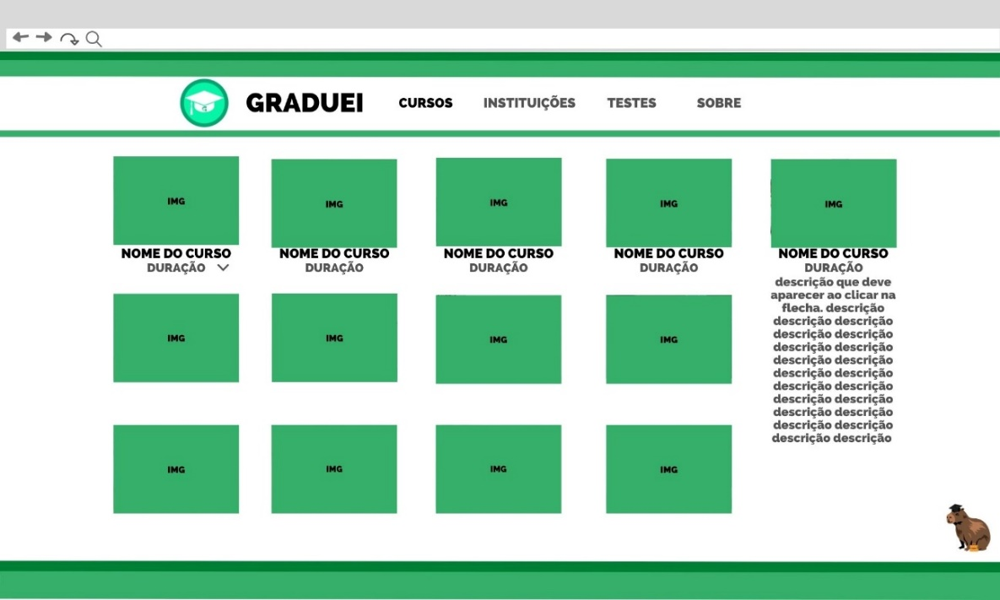 GRADUEI CURSOS INSTITUIÇÕES TESTES SOBRE
IMG IMG IMG IMG IMG
NOME DO CURSO NOME DO CURSO NOME DO CURSO NOME DO CURSO NOME DO CURSO
DURAÇÃO DURAÇÃO DURAÇÃO DURAÇÃO DURAÇÃO
descrição que deve
aparecer ao clicar na
flecha. descrição
descrição descrição
descrição descrição
descrição descrição
descrição descrição
descrição descrição
descrição descrição
descrição descrição
descrição descrição
descrição descrição
descrição descrição
IMG IMG IMG IMG
IMG IMG IMG IMG